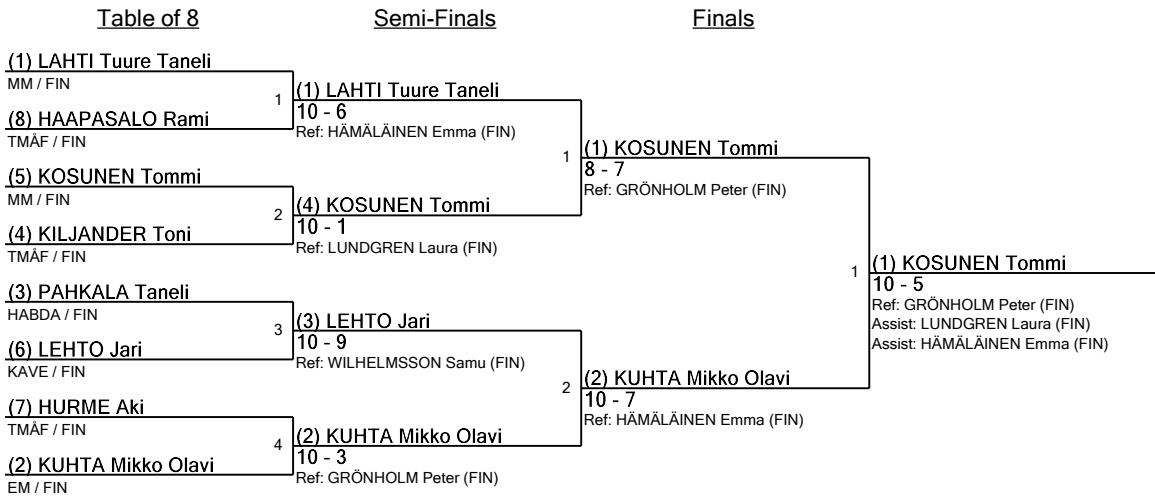 Table of 8
Semi-Finals
Finals
(1) LAHTI Tuure Taneli
MM / FIN
1
(8) HAAPASALO Rami
TMÅF / FIN
(5) KOSUNEN Tommi
MM / FIN
2
(4) KILJANDER Toni
TMÅF / FIN
(3) PAHKALA Taneli
HABDA / FIN
3
(6) LEHTO Jari
KAVE / FIN
(7) HURME Aki
TMÅF / FIN
4
(2) KUHTA Mikko Olavi
EM / FIN
(1) LAHTI Tuure Taneli
10 - 6
Ref: HÄMÄLÄINEN Emma (FIN)
1
(4) KOSUNEN Tommi
10 - 1
Ref: LUNDGREN Laura (FIN)
(3) LEHTO Jari
10 - 9
Ref: WILHELMSSON Samu (FIN)
2
(2) KUHTA Mikko Olavi
10 - 3
Ref: GRÖNHOLM Peter (FIN)
(1) KOSUNEN Tommi
8 - 7
Ref: GRÖNHOLM Peter (FIN)
1
(2) KUHTA Mikko Olavi
10 - 7
Ref: HÄMÄLÄINEN Emma (FIN)
(1) KOSUNEN Tommi
10 - 5
Ref: GRÖNHOLM Peter (FIN)
Assist: LUNDGREN Laura (FIN)
Assist: HÄMÄLÄINEN Emma (FIN)